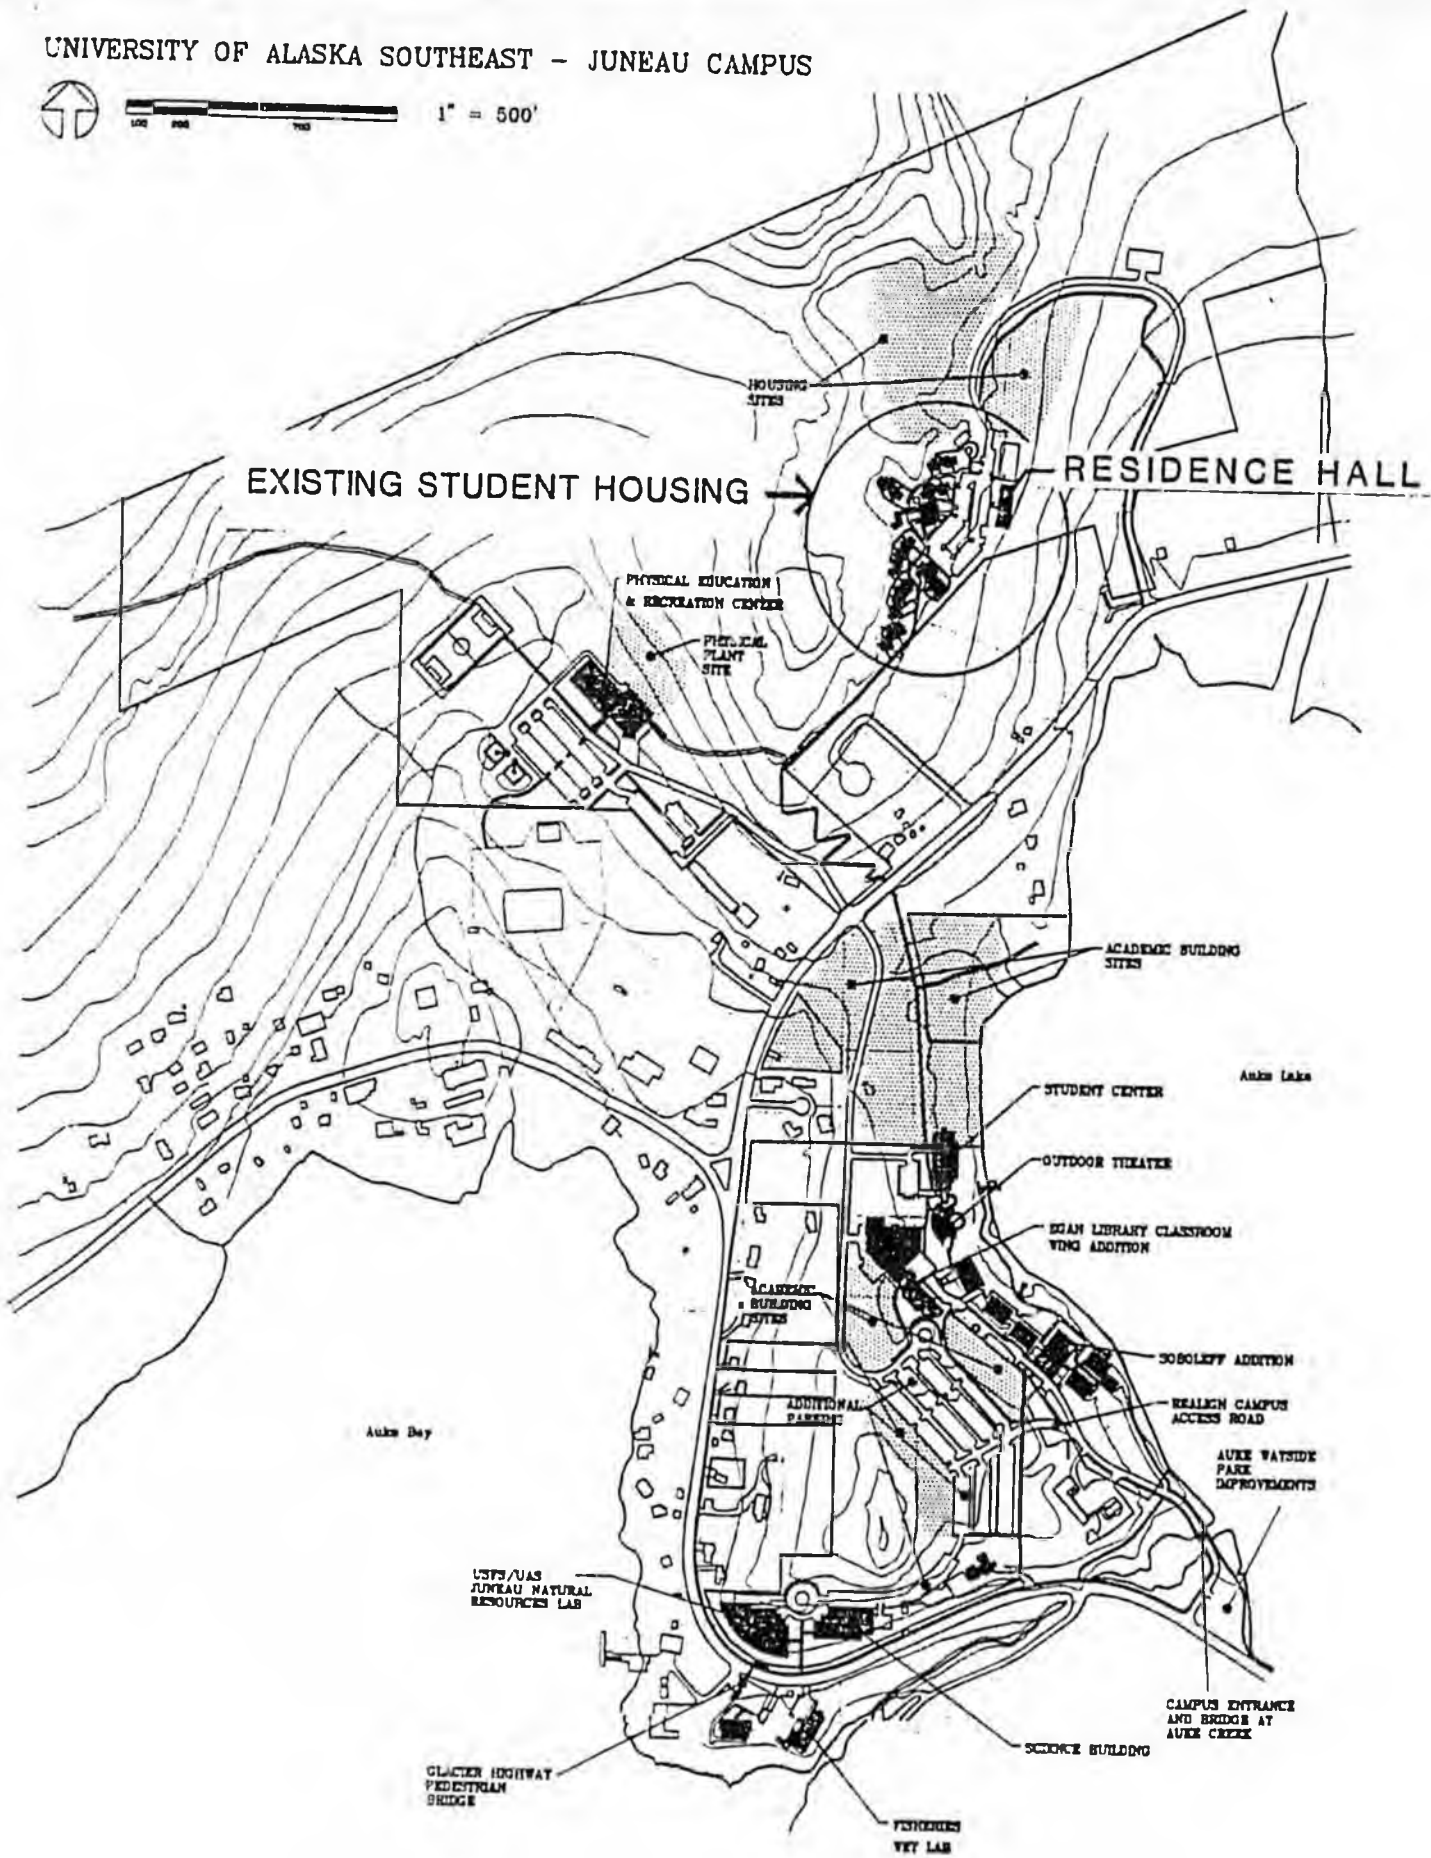 UNIVERSITY OF ALASKA SOUTHEAST - JUNEAU CAMPUS
1" = 500'
100
700
HOUSING
SITES
EXISTING STUDENT HOUSING
RESIDENCE HALL
PHYSICAL EDUCATION
& RECREATION CENTER
PHYSICAL
PLANT
SITE
ACADEMIC BUILDING
SITES
Auke Lake
STUDENT CENTER
OUTDOOR THEATER
EGAN LIBRARY CLASSROOM
WING ADDITION
ACADEMIC
BUILDING
SITES
SOBOLEFF ADDITION
ADDITIONAL
PARKING
REALIGN CAMPUS
ACCESS ROAD
Auke Bay
AUKE WAYSIDE
PARK
IMPROVEMENTS
USFS/UAS
JUNEAU NATURAL
RESOURCES LAB
CAMPUS ENTRANCE
AND BRIDGE AT
AUKE CREEK
SCIENCE BUILDING
GLACIER HIGHWAY
PEDESTRIAN
BRIDGE
FISHERIES
WET LAB